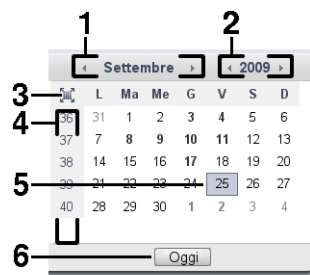 1 2
Settembre 2009
3 L Ma Me G V S D
4 36 31 1 2 3 4 5 6
37 7 8 9 10 11 12 13
38 14 15 16 17 18 19 20
5 39 21 22 23 24 25 26 27
40 28 29 30 1 2 3 4
6 Oggi